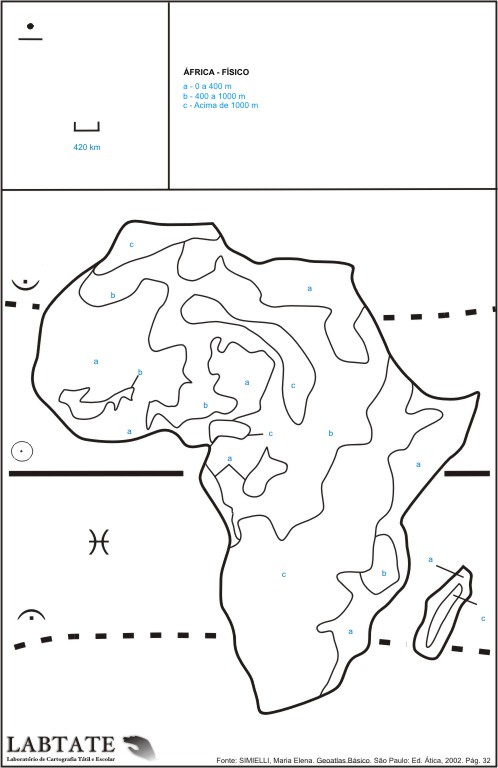 ÁFRICA - FÍSICO
a - 0 a 400 m
b - 400 a 1000 m
c - Acima de 1000 m
420 km
c
b
a
a
b
a
c
b
c
b
a
a
a
a
c
b
a
c
a
LABTATE
Laboratório de Cartografia Tátil e Escolar
Fonte: SIMIELLI, Maria Elena. Geoatlas Básico. São Paulo: Ed. Ática, 2002. Pág. 32